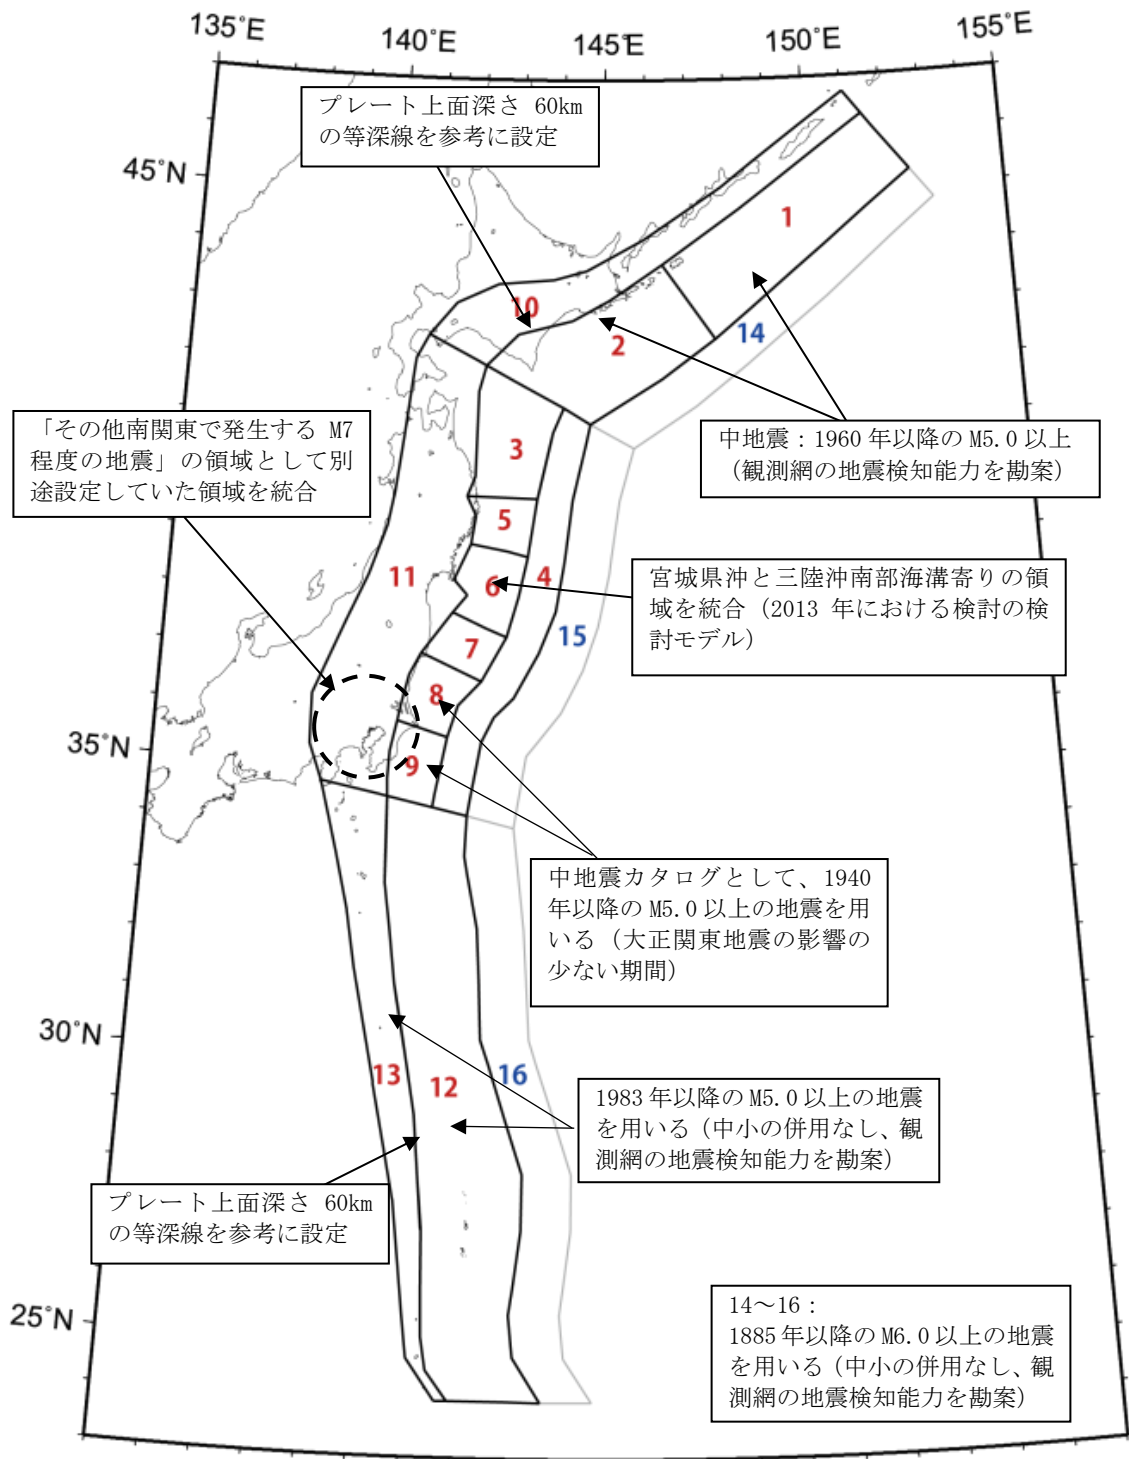 135°E
140°E
145°E
150°E
155°E
プレート上面深さ 60km
の等深線を参考に設定
45°N
1
10
2
14
「その他南関東で発生する M7
程度の地震」の領域として別
途設定していた領域を統合
中地震：1960 年以降の M5.0 以上
（観測網の地震検知能力を勘案）
3
5
11
6
4
宮城県沖と三陸沖南部海溝寄りの領
域を統合（2013 年における検討の検
討モデル）
15
7
8
35°N
9
中地震カタログとして、1940
年以降の M5.0 以上の地震を用
いる（大正関東地震の影響の
少ない期間）
30°N
13
12
16
1983 年以降の M5.0 以上の地震
を用いる（中小の併用なし、観
測網の地震検知能力を勘案）
プレート上面深さ 60km
の等深線を参考に設定
25°N
14～16：
1885 年以降の M6.0 以上の地震
を用いる（中小の併用なし、観
測網の地震検知能力を勘案）